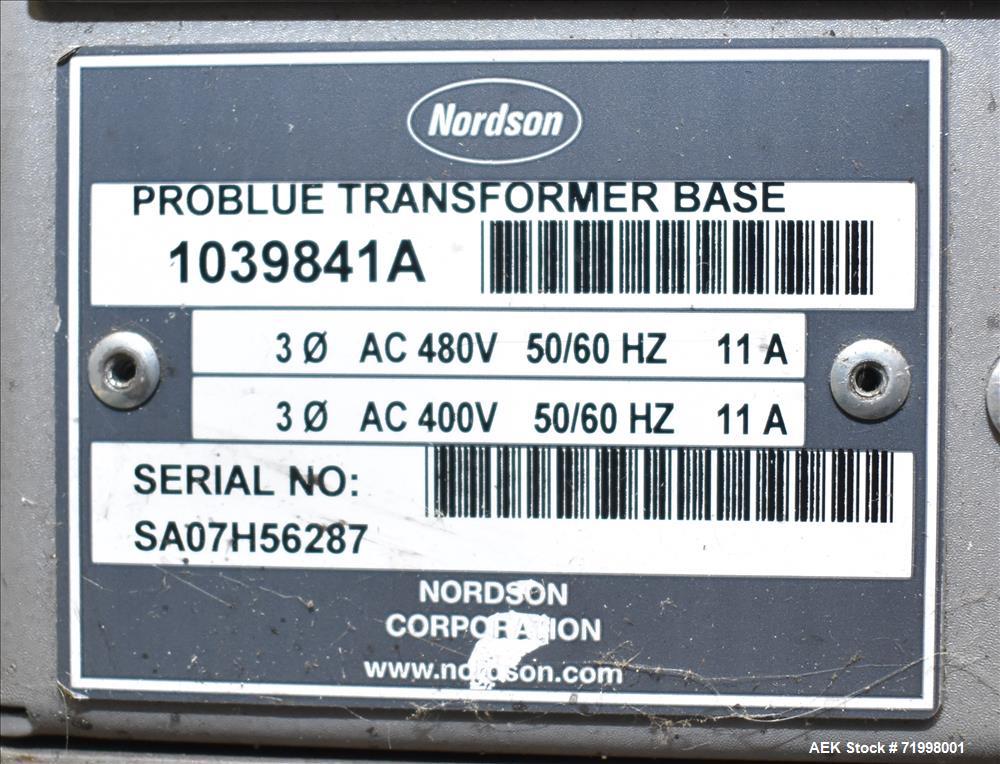 Nordson
PROBLUE TRANSFORMER BASE
1039841A
3 Ø AC 480V 50/60 HZ 11 A
3 Ø AC 400V 50/60 HZ 11 A
SERIAL NO:
SA07H56287
NORDSON
CORPORATION
www.nordson.com
AEK Stock # 71998001